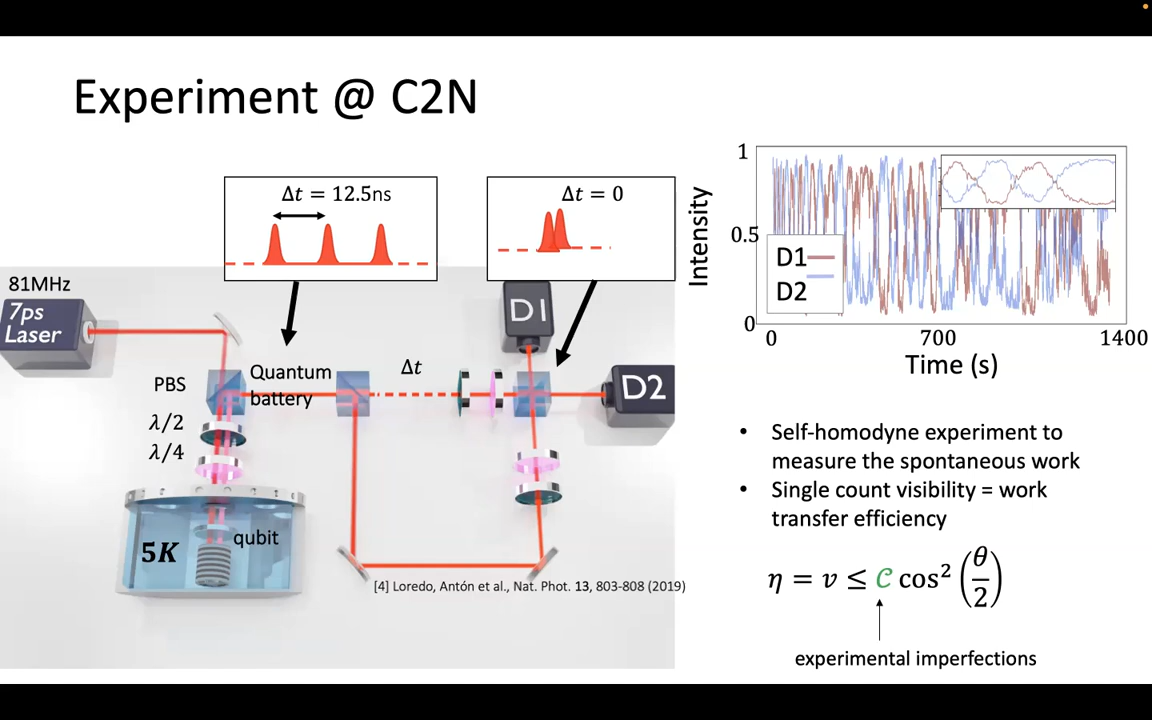 Experiment @ C2N
Δt = 12.5ns
Δt = 0
81MHz
7ps
Laser
PBS
λ/2
λ/4
Quantum
battery
Δt
D1
D2
5K
qubit
[4] Loredo, Antón et al., Nat. Phot. 13, 803-808 (2019)
Intensity
1
0.5
0
D1
D2
0
700
1400
Time (s)
• Self-homodyne experiment to
measure the spontaneous work
• Single count visibility = work
transfer efficiency
η = v ≤ 𝒞 cos² (θ/2)
experimental imperfections